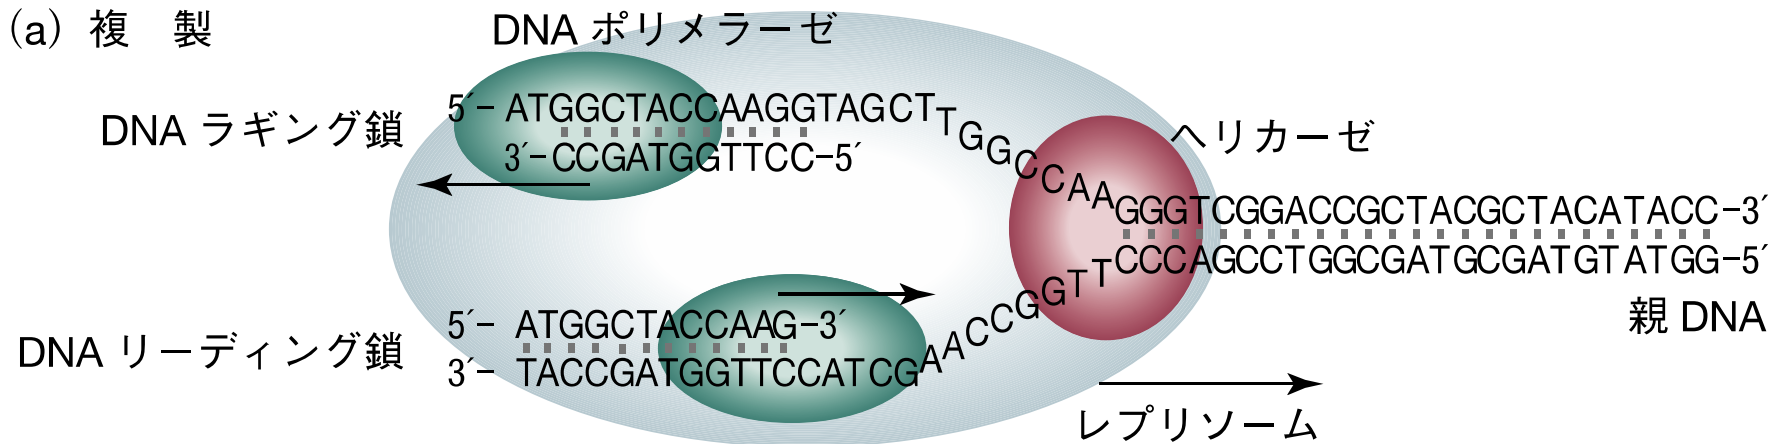 (a) 複　製
DNA ポリメラーゼ
DNA ラギング鎖
5′– ATGGCTACCAAGGTAGCTTGGCCAAGGGTCGGACCGCTACGCTACATACC–3′
3′–CCGATGGTTCC–5′
ヘリカーゼ
DNA リーディング鎖
5′– ATGGCTACCAAG–3′
3′– TACCGATGGTTCCATCGAACCGGTTCCCAGCCTGGCGATGCGATGTATGG–5′
親 DNA
レプリソーム